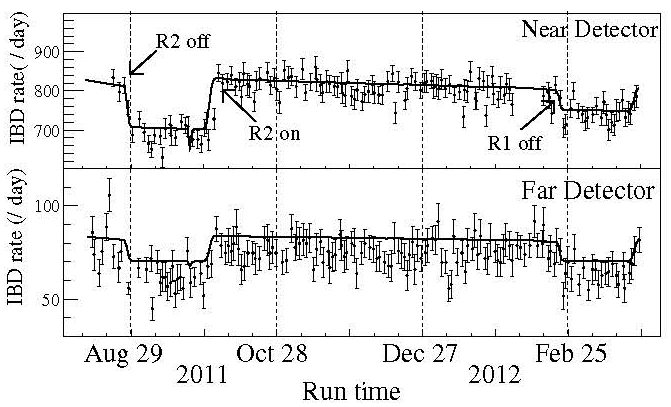 Near Detector
IBD rate( / day)
900
800
700
R2 off
R2 on
R1 off
Far Detector
IBD rate (/ day)
100
50
Aug 29 Oct 28 Dec 27 Feb 25
2011 2012
Run time